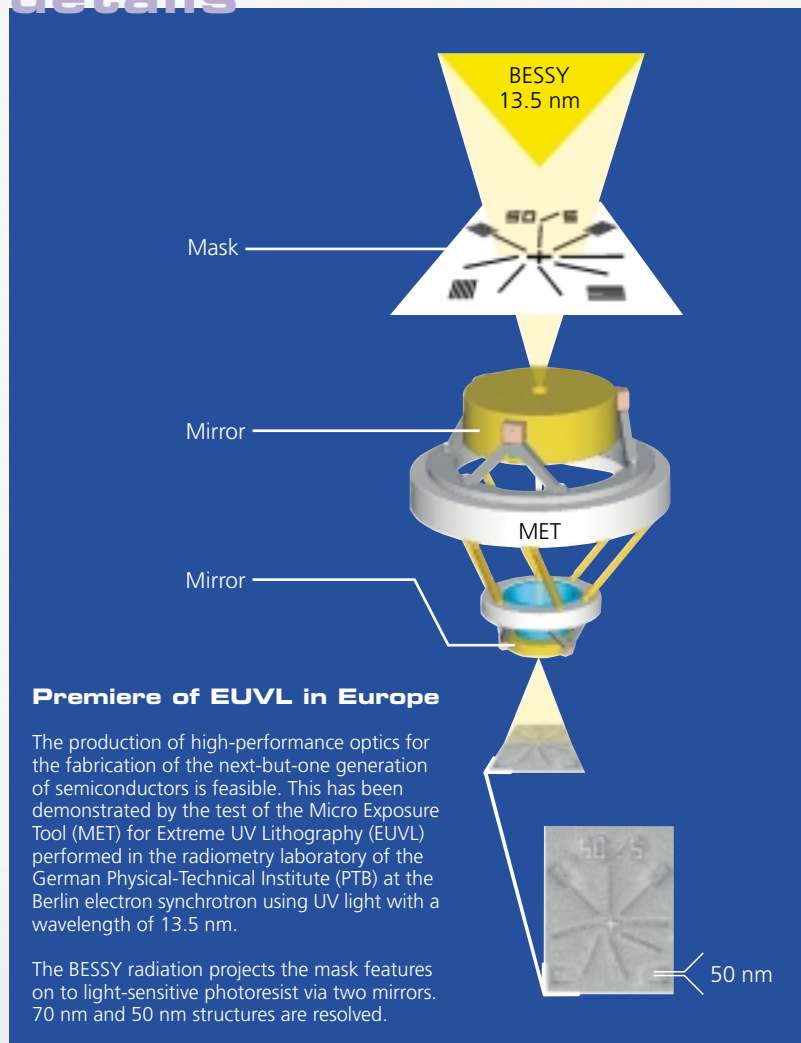 details
BESSY
13.5 nm
50 / 5
Mask
Mirror
MET
Mirror
Premiere of EUVL in Europe
The production of high-performance optics for
the fabrication of the next-but-one generation
of semiconductors is feasible. This has been
demonstrated by the test of the Micro Exposure
Tool (MET) for Extreme UV Lithography (EUVL)
performed in the radiometry laboratory of the
German Physical-Technical Institute (PTB) at the
Berlin electron synchrotron using UV light with a
wavelength of 13.5 nm.
The BESSY radiation projects the mask features
on to light-sensitive photoresist via two mirrors.
70 nm and 50 nm structures are resolved.
50 / 5
50 nm